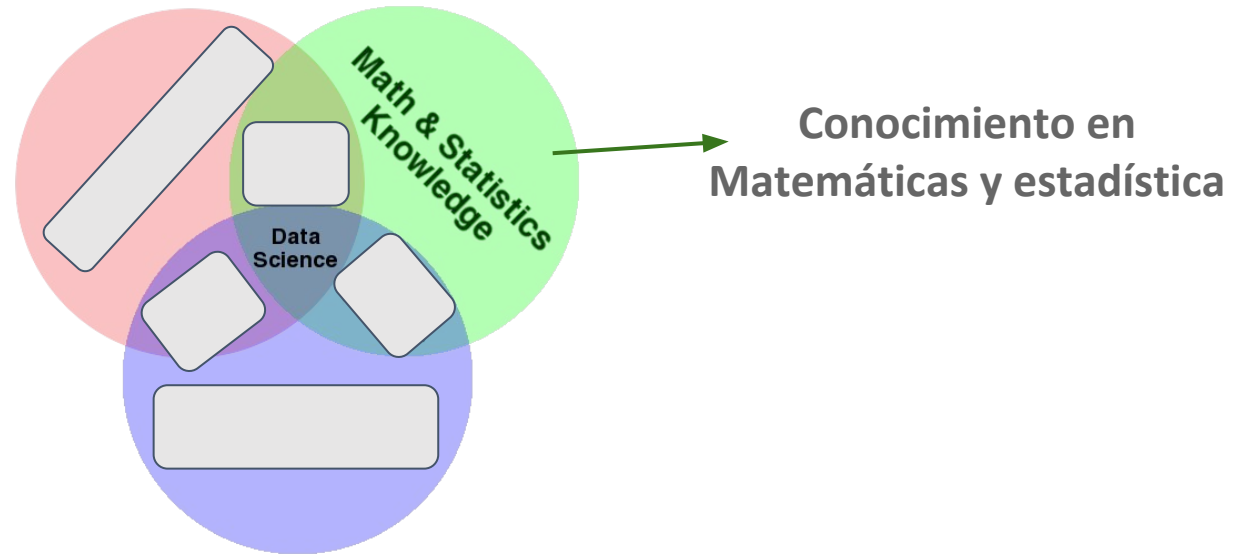 Math & Statistics
Knowledge
Data
Science
Conocimiento en
Matemáticas y estadística